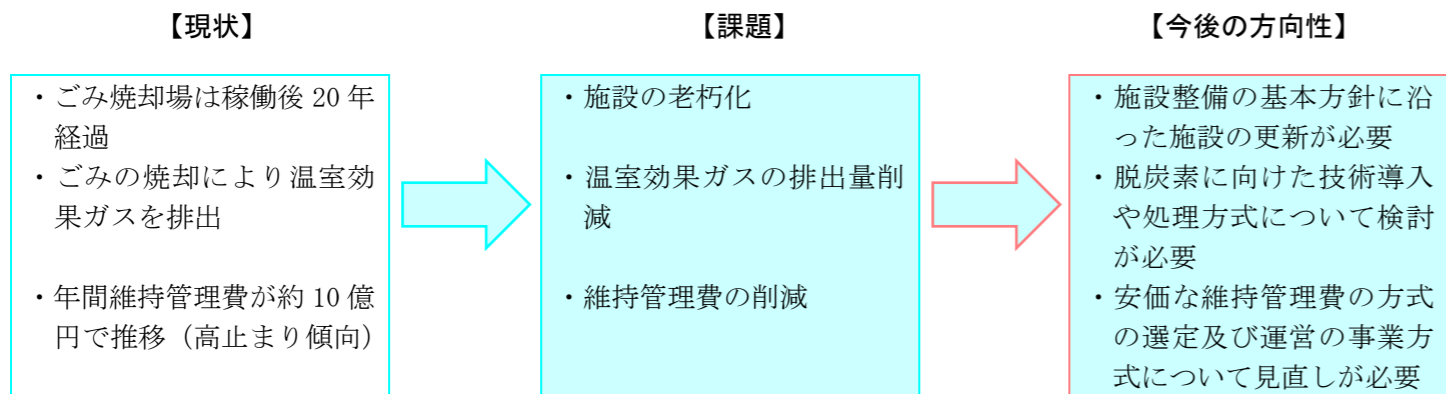 【現状】
・ごみ焼却場は稼働後 20 年
経過
・ごみの焼却により温室効
果ガスを排出
・年間維持管理費が約 10 億
円で推移（高止まり傾向）
【課題】
・施設の老朽化
・温室効果ガスの排出量削
減
・維持管理費の削減
【今後の方向性】
・施設整備の基本方針に沿
った施設の更新が必要
・脱炭素に向けた技術導入
や処理方式について検討
が必要
・安価な維持管理費の方式
の選定及び運営の事業方
式について見直しが必要